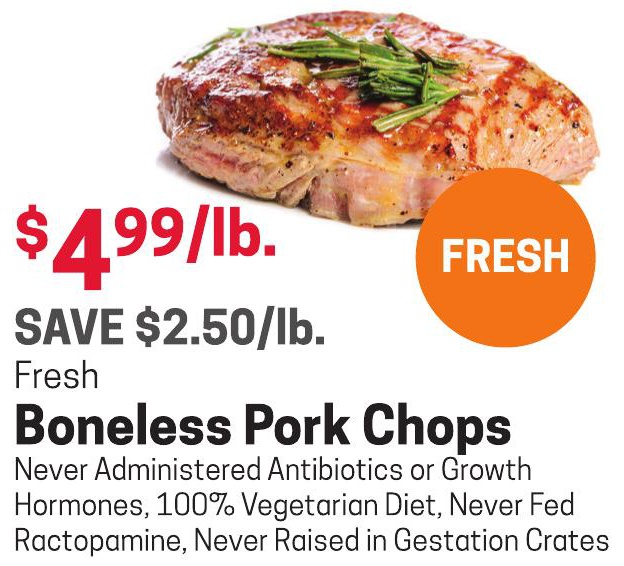 $4.99/lb.
FRESH
SAVE $2.50/lb.
Fresh
Boneless Pork Chops
Never Administered Antibiotics or Growth
Hormones, 100% Vegetarian Diet, Never Fed
Ractopamine, Never Raised in Gestation Crates